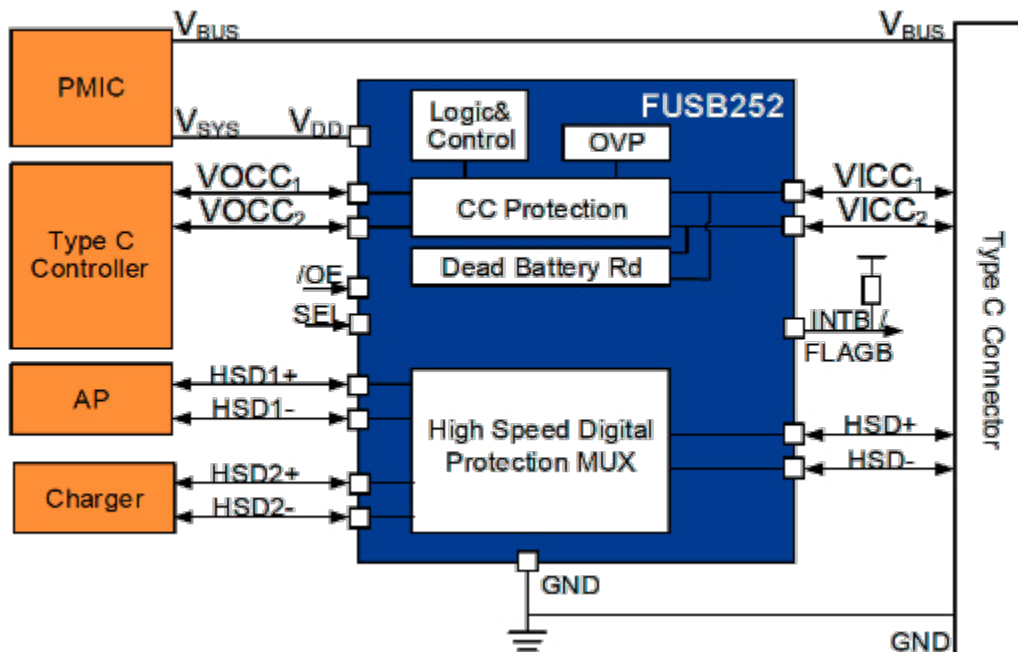 VBUS
VBUS
PMIC
FUSB252
Logic&
Control
OVP
VSYS
VDD
VOCC1
VICC1
CC Protection
VOCC2
VICC2
Type C
Controller
Dead Battery Rd
/OE
SEL
INTB /
FLAGB
Type C Connector
HSD1+
AP
HSD1-
High Speed Digital
Protection MUX
HSD+
HSD-
HSD2+
Charger
HSD2-
GND
GND